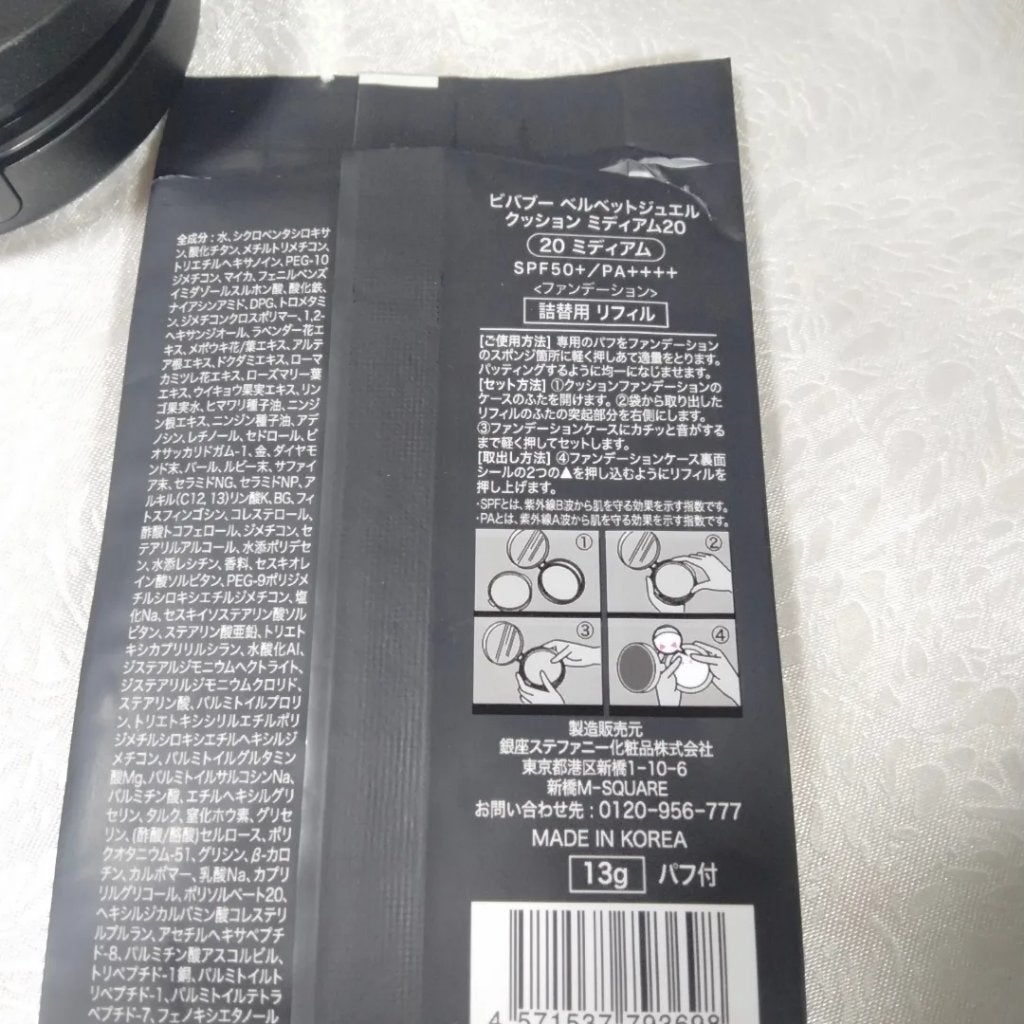 全成分：水、シクロペンタシロキサ
ン、酸化チタン、メチルトリメチコン、
トリエチルヘキサノイン、PEG-10
ジメチコン、マイカ、フェニルベンズ
イミダゾールスルホン酸、酸化鉄、
ナイアシンアミド、DPG、トロメタミ
ン、ジメチコンクロスポリマー、1,2-
ヘキサンジオール、ラベンダー花エ
キス、メボウキ花/葉エキス、アルテ
ア根エキス、ドクダミエキス、ローマ
カミツレ花エキス、ローズマリー葉
エキス、ウイキョウ果実エキス、リン
ゴ果実水、ヒマワリ種子油、ニンジ
ン根エキス、ニンジン種子油、アデ
ノシン、レチノール、セドロール、ビ
オサッカリドガム-1、金、ダイヤモ
ンド末、パール、ルビー末、サファイ
ア末、セラミドNG、セラミドNP、ア
ルキル(C12, 13)リン酸K、BG、フィ
トスフィンゴシン、コレステロール、
酢酸トコフェロール、ジメチコン、セ
テアリルアルコール、水添ポリデセ
ン、水添レシチン、香料、セスキオレ
イン酸ソルビタン、PEG-9ポリジメ
チルシロキシエチルジメチコン、塩
化Na、セスキイソステアリン酸ソル
ビタン、ステアリン酸亜鉛、トリエト
キシカプリリルシラン、水酸化Al、
ジステアルジモニウムヘクトライト、
ジステアリルジモニウムクロリド、
ステアリン酸、パルミトイルプロリ
ン、トリエトキシシリルエチルポリ
ジメチルシロキシエチルヘキシルジ
メチコン、パルミトイルグルタミン
酸Mg、パルミトイルサルコシンNa、
パルミチン酸、エチルヘキシルグリ
セリン、タルク、窒化ホウ素、グリセ
リン、(酢酸/酪酸)セルロース、ポリ
クオタニウム-51、グリシン、β-カロ
チン、カルボマー、乳酸Na、カプリ
リルグリコール、ポリソルベート20、
ヘキシルジカルバミン酸コレステリ
ルプルラン、アセチルヘキサペプチ
ド-8、パルミチン酸アスコルビル、
トリペプチド-1銅、パルミトイルト
リペプチド-1、パルミトイルテトラ
ペプチド-7、フェノキシエタノール
ビバブー ベルベットジュエル
クッション ミディアム20
20 ミディアム
SPF50+/PA++++
<ファンデーション>
詰替用 リフィル
[ご使用方法] 専用のパフをファンデーション
のスポンジ箇所に軽く押しあて適量をとります。
パッティングするように均一になじませます。
[セット方法] ①クッションファンデーションの
ケースのふたを開けます。②袋から取り出した
リフィルのふたの突起部分を右側にします。
③ファンデーションケースにカチッと音がする
まで軽く押してセットします。
[取出し方法] ④ファンデーションケース裏面
シールの2つの▲を押し込むようにリフィルを
押し上げます。
・SPFとは、紫外線B波から肌を守る効果を示す指数です。
・PAとは、紫外線A波から肌を守る効果を示す指数です。
①
②
③
④
製造販売元
銀座ステファニー化粧品株式会社
東京都港区新橋1-10-6
新橋M-SQUARE
お問い合わせ先：0120-956-777
MADE IN KOREA
13g パフ付
4 571537 793698